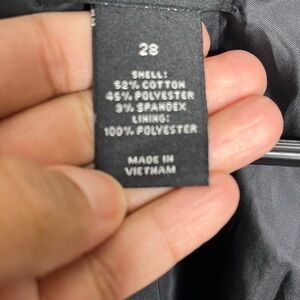 28
SHELL:
52% COTTON
45% POLYESTER
3% SPANDEX
LINING:
100% POLYESTER
MADE IN
VIETNAM